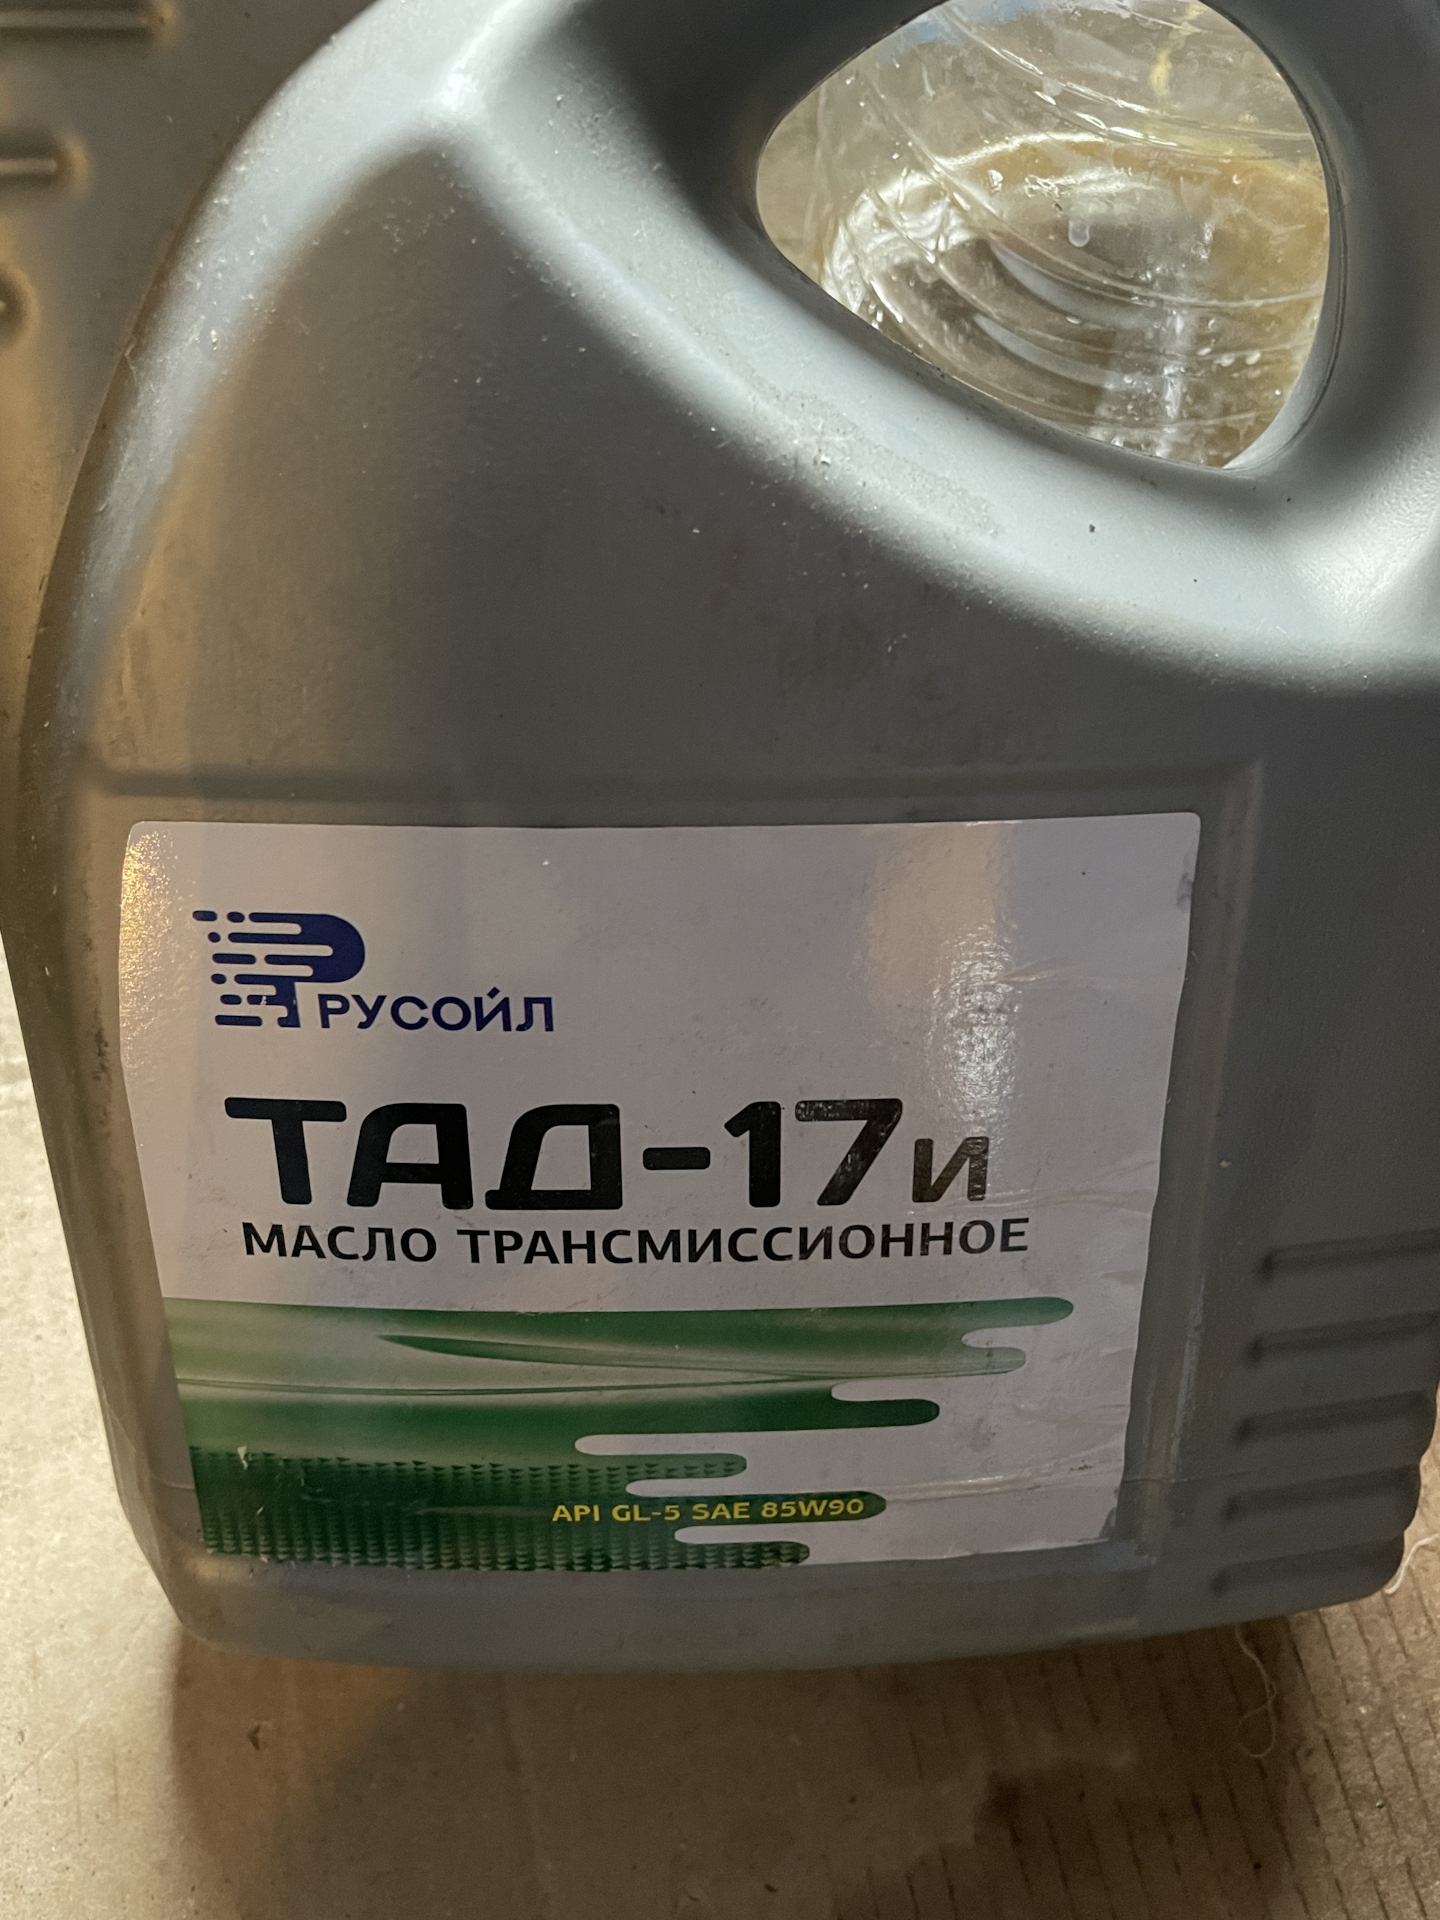 РУСОЙЛ
ТАД-17и
МАСЛО ТРАНСМИССИОННОЕ
API GL-5 SAE 85W90